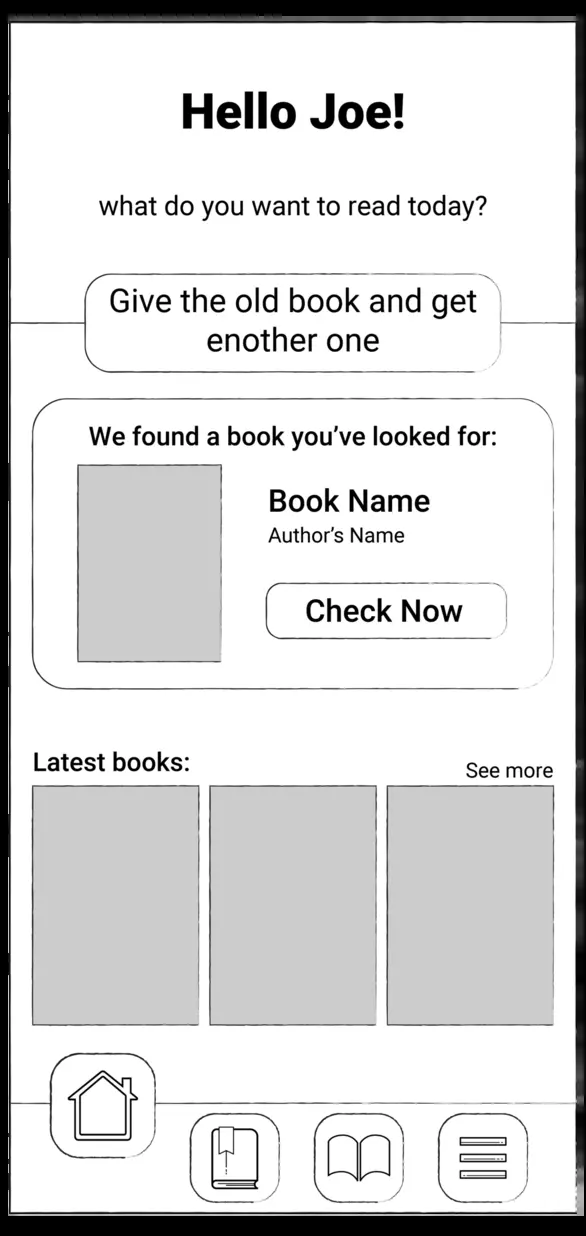 Hello Joe!
what do you want to read today?
Give the old book and get
enother one
We found a book you’ve looked for:
Book Name
Author’s Name
Check Now
Latest books:
See more